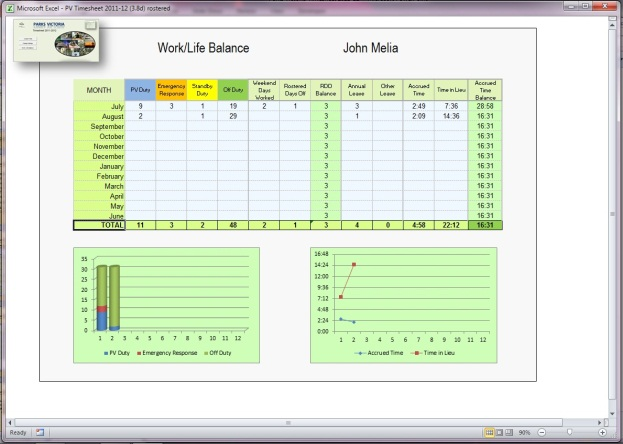 Microsoft Excel - PV Timesheet 2011-12 (3.8d) rostered
PARKS VICTORIA
Work/Life Balance John Melia
MONTH PV Duty Emergency Response Standby Duty Off Duty Weekend Days Worked Rostered Days Off RDO Balance Annual Leave Other Leave Accrued Time Time in Lieu Accrued Time Balance
July 9 3 1 19 2 1 3 3 2:49 7:36 28:58
August 2 1 29 3 1 2:09 14:36 16:31
September 3 16:31
October 3 16:31
November 3 16:31
December 3 16:31
January 3 16:31
February 3 16:31
March 3 16:31
April 3 16:31
May 3 16:31
June 3 16:31
TOTAL 11 3 2 48 2 1 3 4 0 4:58 22:12 16:31
35
30
25
20
15
10
5
0
1 2 3 4 5 6 7 8 9 10 11 12
PV Duty Emergency Response Off Duty
16:48
14:24
12:00
9:36
7:12
4:48
2:24
0:00
1 2 3 4 5 6 7 8 9 10 11 12
Accrued Time Time in Lieu
Ready 90%